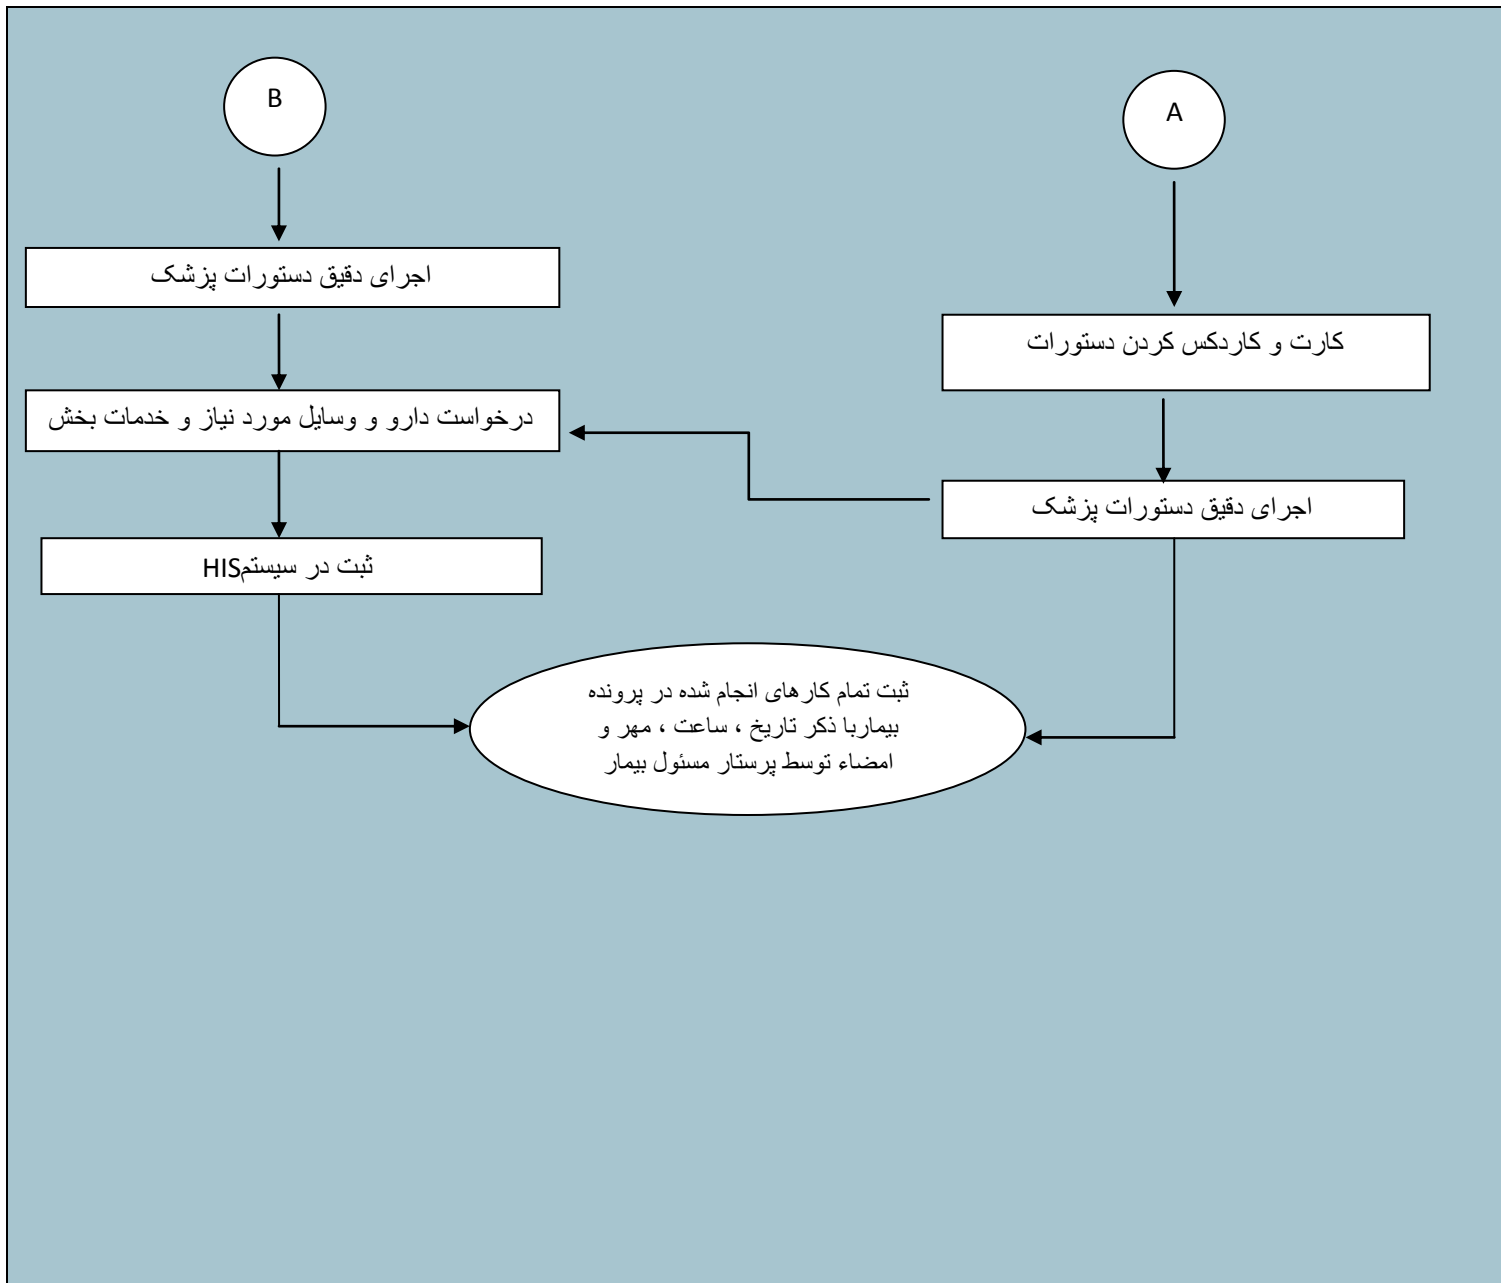 A
B
کارت و کاردکس کردن دستورات
اجرای دقیق دستورات پزشک
اجرای دقیق دستورات پزشک
درخواست دارو و وسایل مورد نیاز و خدمات بخش
ثبت در سیستمHIS
ثبت تمام کارهای انجام شده در پرونده
بیماربا ذکر تاریخ ، ساعت ، مهر و
امضاء توسط پرستار مسئول بیمار